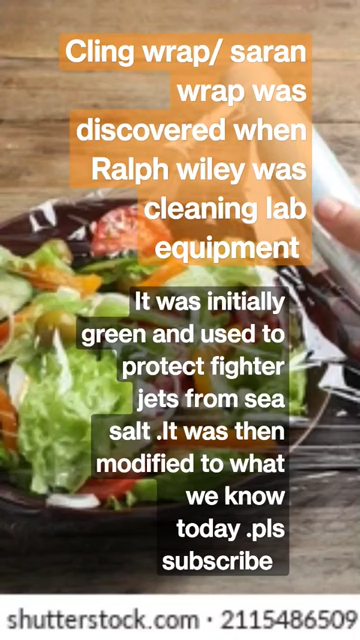 Cling wrap/ saran
wrap was
discovered when
Ralph wiley was
cleaning lab
equipment
It was initially
green and used to
protect fighter
jets from sea
salt .It was then
modified to what
we know
today .pls
subscribe
shutterstock.com · 2115486509